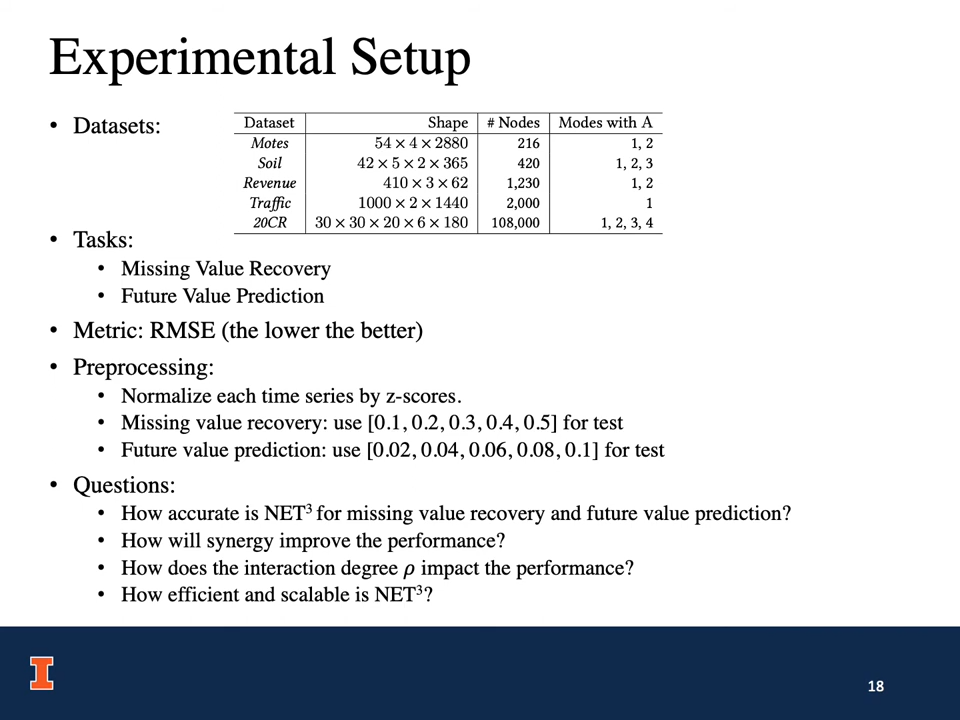 Experimental Setup
• Datasets:
Dataset Shape # Nodes Modes with A
Motes 54 × 4 × 2880 216 1, 2
Soil 42 × 5 × 2 × 365 420 1, 2, 3
Revenue 410 × 3 × 62 1,230 1, 2
Traffic 1000 × 2 × 1440 2,000 1
20CR 30 × 30 × 20 × 6 × 180 108,000 1, 2, 3, 4
• Tasks:
• Missing Value Recovery
• Future Value Prediction
• Metric: RMSE (the lower the better)
• Preprocessing:
• Normalize each time series by z-scores.
• Missing value recovery: use [0.1, 0.2, 0.3, 0.4, 0.5] for test
• Future value prediction: use [0.02, 0.04, 0.06, 0.08, 0.1] for test
• Questions:
• How accurate is NET³ for missing value recovery and future value prediction?
• How will synergy improve the performance?
• How does the interaction degree ρ impact the performance?
• How efficient and scalable is NET³?
I
18